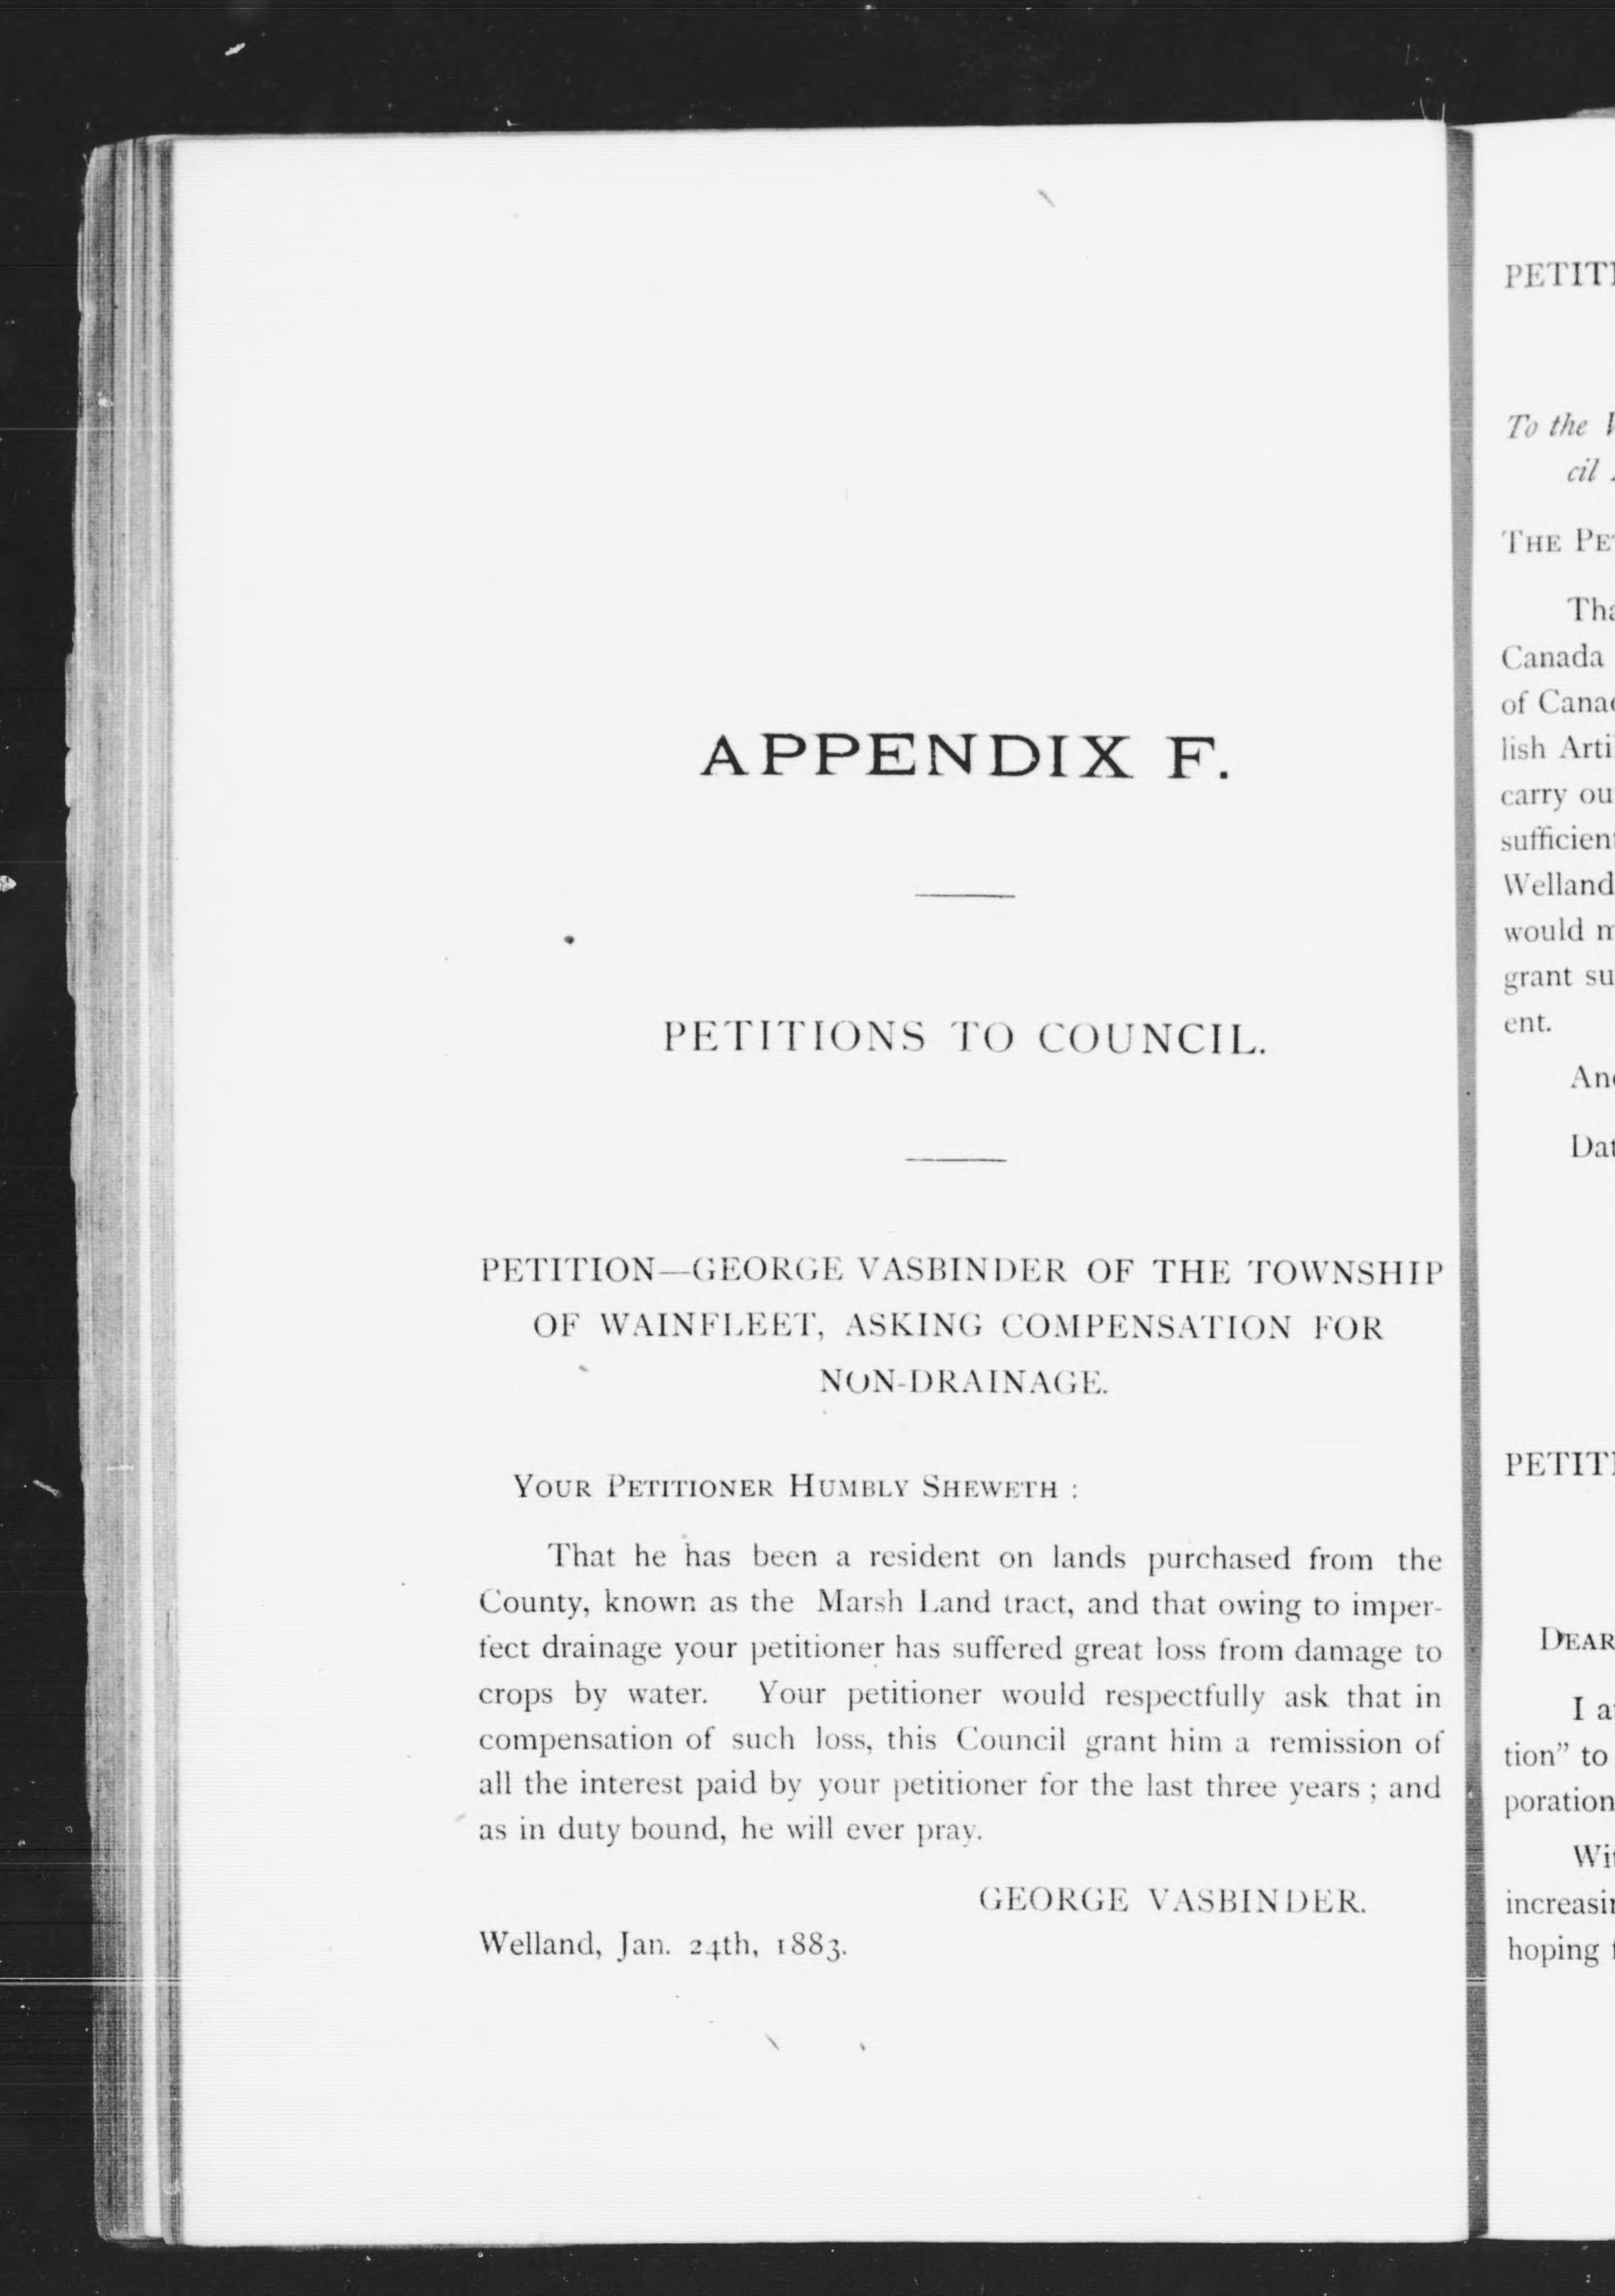 APPENDIX F.
PETITIONS TO COUNCIL.
PETITION—GEORGE VASBINDER OF THE TOWNSHIP
OF WAINFLEET, ASKING COMPENSATION FOR
NON-DRAINAGE.
YOUR PETITIONER HUMBLY SHEWETH :
That he has been a resident on lands purchased from the
County, known as the Marsh Land tract, and that owing to imper-
fect drainage your petitioner has suffered great loss from damage to
crops by water. Your petitioner would respectfully ask that in
compensation of such loss, this Council grant him a remission of
all the interest paid by your petitioner for the last three years ; and
as in duty bound, he will ever pray.
GEORGE VASBINDER.
Welland, Jan. 24th, 1883.
PETITI
To the
cil
THE PE
Tha
Canada
of Cana
lish Arti
carry ou
sufficien
Welland
would m
grant su
ent.
An
Dat
PETITI
DEAR
I a
tion" to
poration
Wi
increasi
hoping